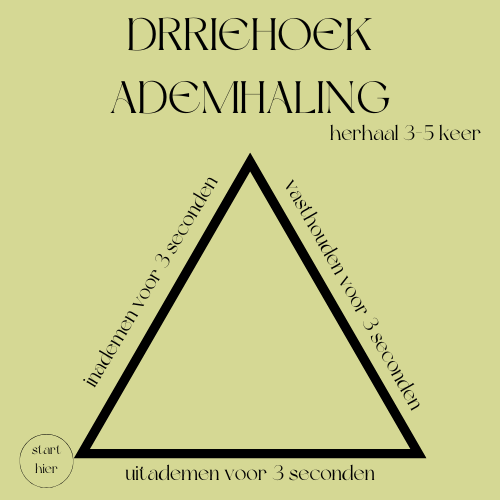 DRRIEHOEK
ADEMHALING
herhaal 3-5 keer
inademen voor 3 seconden
vasthouden voor 3 seconden
start
hier
uitademen voor 3 seconden